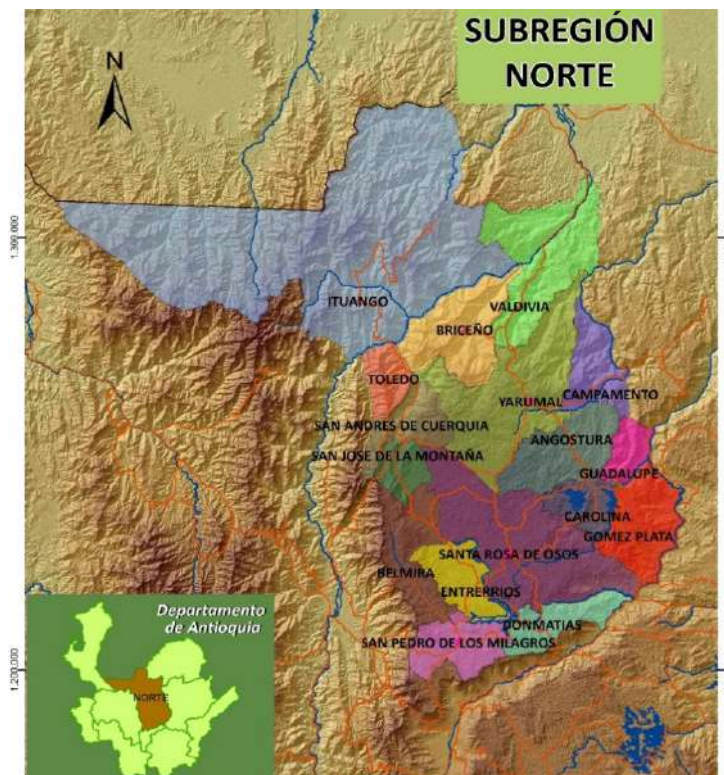 SUBREGIÓN
NORTE
N
1,300,000
ITUANGO
VALDIVIA
BRICEÑO
TOLEDO
YARUMAL
CAMPAMENTO
SAN ANDRES DE CUERQUIA
ANGOSTURA
SAN JOSE DE LA MONTAÑA
GUADALUPE
CAROLINA
GOMEZ PLATA
SANTA ROSA DE OSOS
BELMIRA
ENTRERRIOS
DONMATIAS
SAN PEDRO DE LOS MILAGROS
1,200,000
Departamento
de Antioquia
NORTE